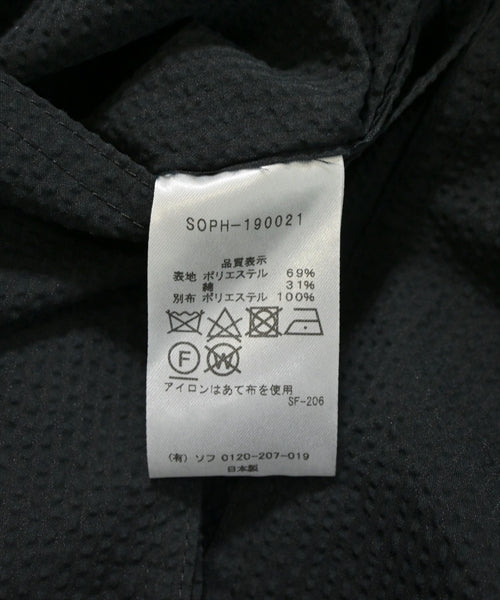 SOPH-190021
品質表示
表地 ポリエステル 69%
綿 31%
別布 ポリエステル 100%
F W
アイロンはあて布を使用
SF-206
(有) ソフ 0120-207-019
日本製